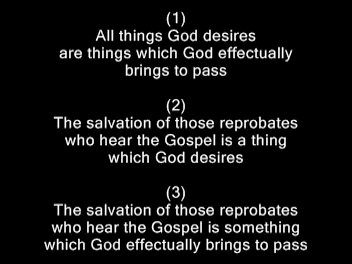 (1)
All things God desires
are things which God effectually
brings to pass
(2)
The salvation of those reprobates
who hear the Gospel is a thing
which God desires
(3)
The salvation of those reprobates
who hear the Gospel is something
which God effectually brings to pass